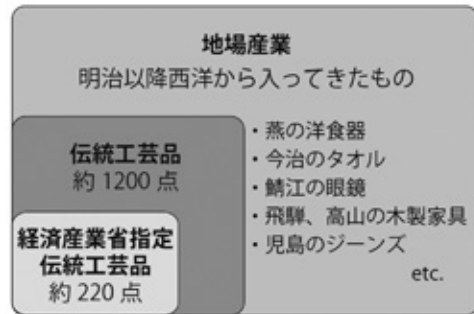 地場産業
明治以降西洋から入ってきたもの
伝統工芸品
約 1200 点
経済産業省指定
伝統工芸品
約 220 点
・燕の洋食器
・今治のタオル
・鯖江の眼鏡
・飛騨、高山の木製家具
・児島のジーンズ
etc.